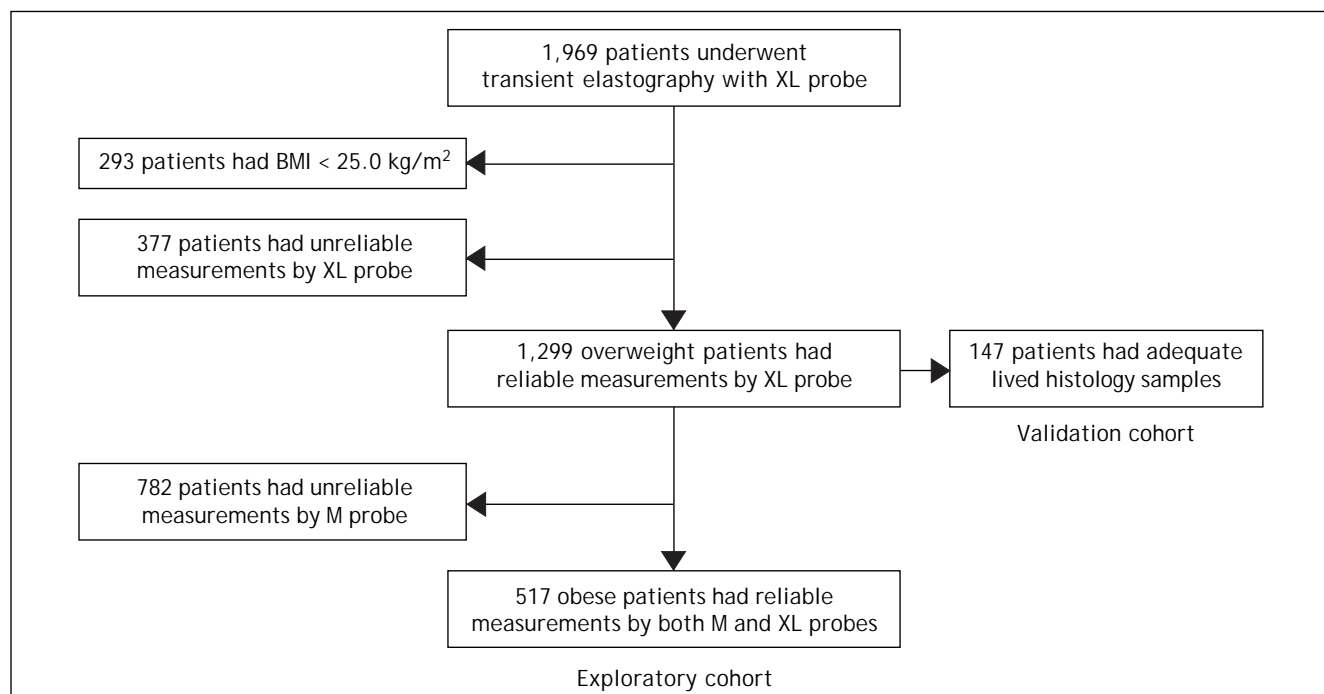 1,969 patients underwent
transient elastography with XL probe
293 patients had BMI < 25.0 kg/m²
377 patients had unreliable
measurements by XL probe
1,299 overweight patients had
reliable measurements by XL probe
147 patients had adequate
lived histology samples
Validation cohort
782 patients had unreliable
measurements by M probe
517 obese patients had reliable
measurements by both M and XL probes
Exploratory cohort